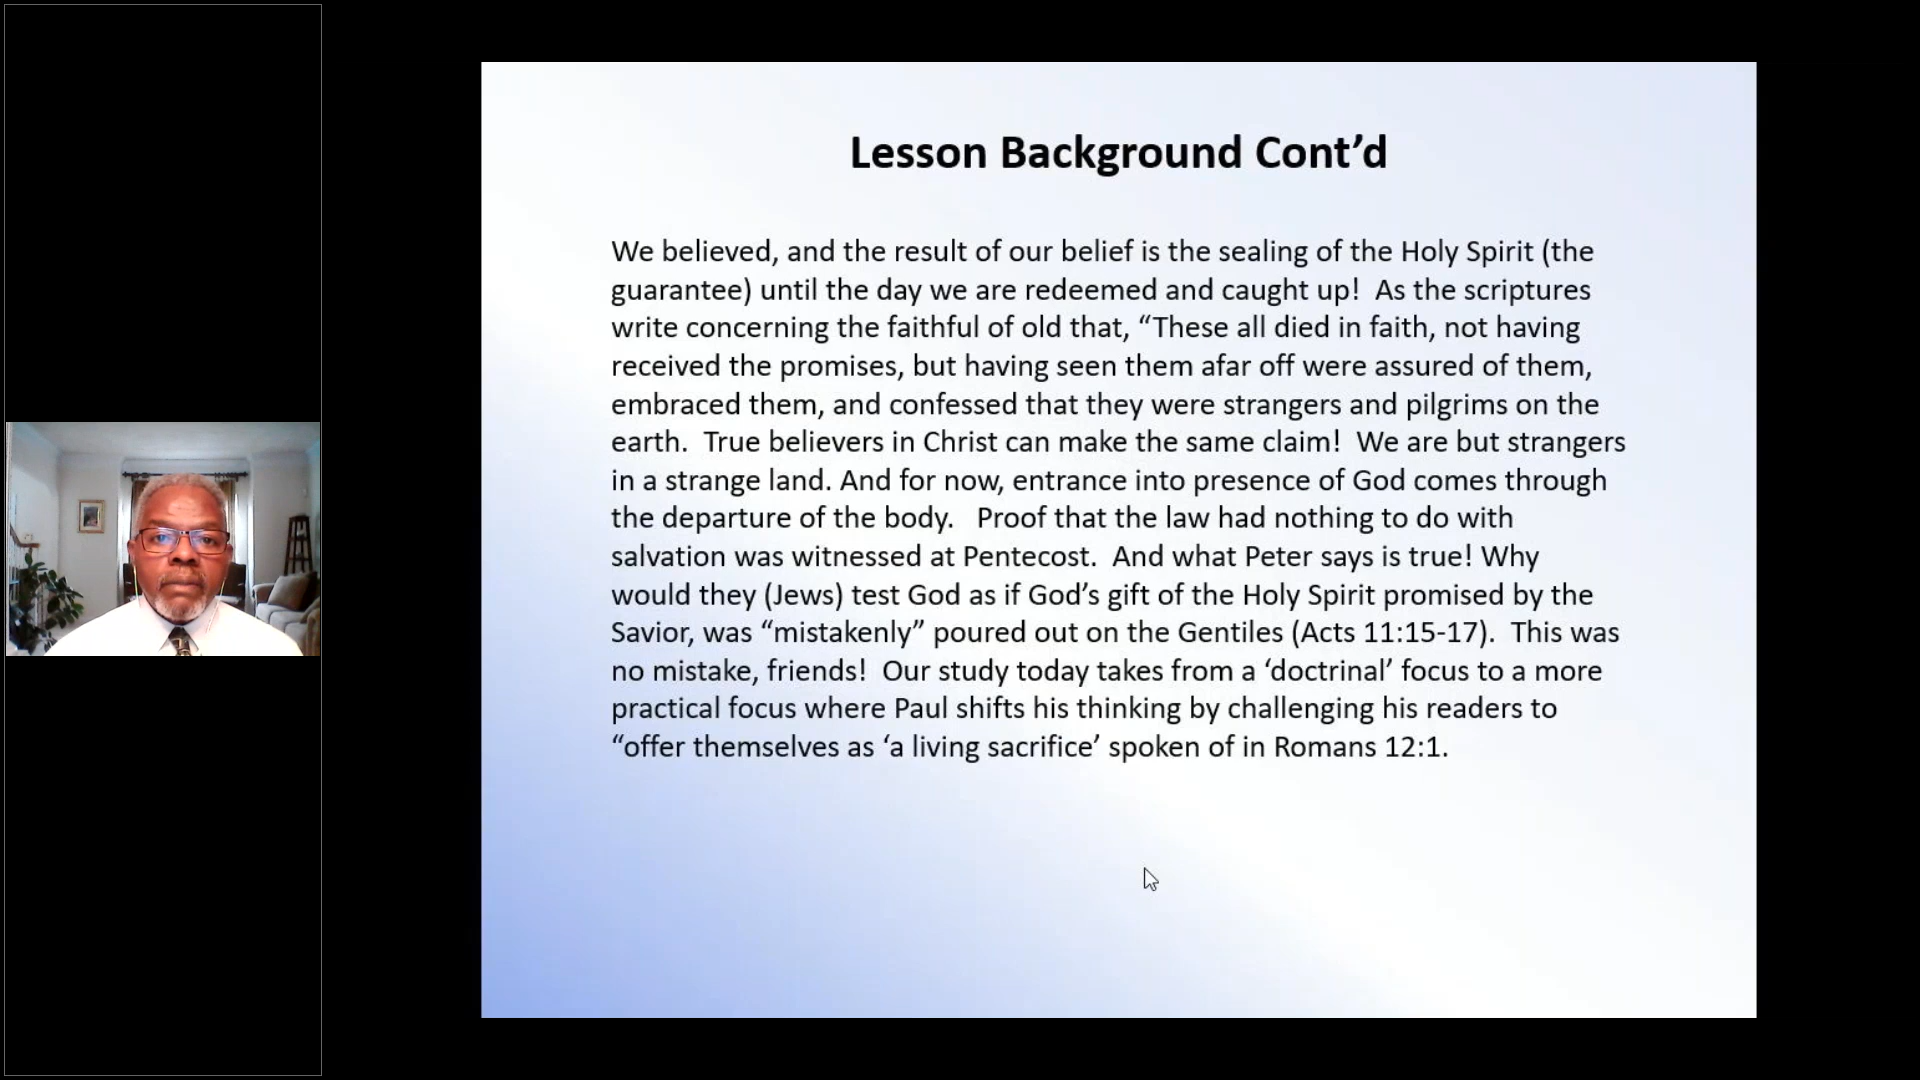 Lesson Background Cont’d
We believed, and the result of our belief is the sealing of the Holy Spirit (the
guarantee) until the day we are redeemed and caught up!  As the scriptures
write concerning the faithful of old that, “These all died in faith, not having
received the promises, but having seen them afar off were assured of them,
embraced them, and confessed that they were strangers and pilgrims on the
earth.  True believers in Christ can make the same claim!  We are but strangers
in a strange land. And for now, entrance into presence of God comes through
the departure of the body.   Proof that the law had nothing to do with
salvation was witnessed at Pentecost.  And what Peter says is true! Why
would they (Jews) test God as if God’s gift of the Holy Spirit promised by the
Savior, was “mistakenly” poured out on the Gentiles (Acts 11:15-17).  This was
no mistake, friends!  Our study today takes from a ‘doctrinal’ focus to a more
practical focus where Paul shifts his thinking by challenging his readers to
“offer themselves as ‘a living sacrifice’ spoken of in Romans 12:1.